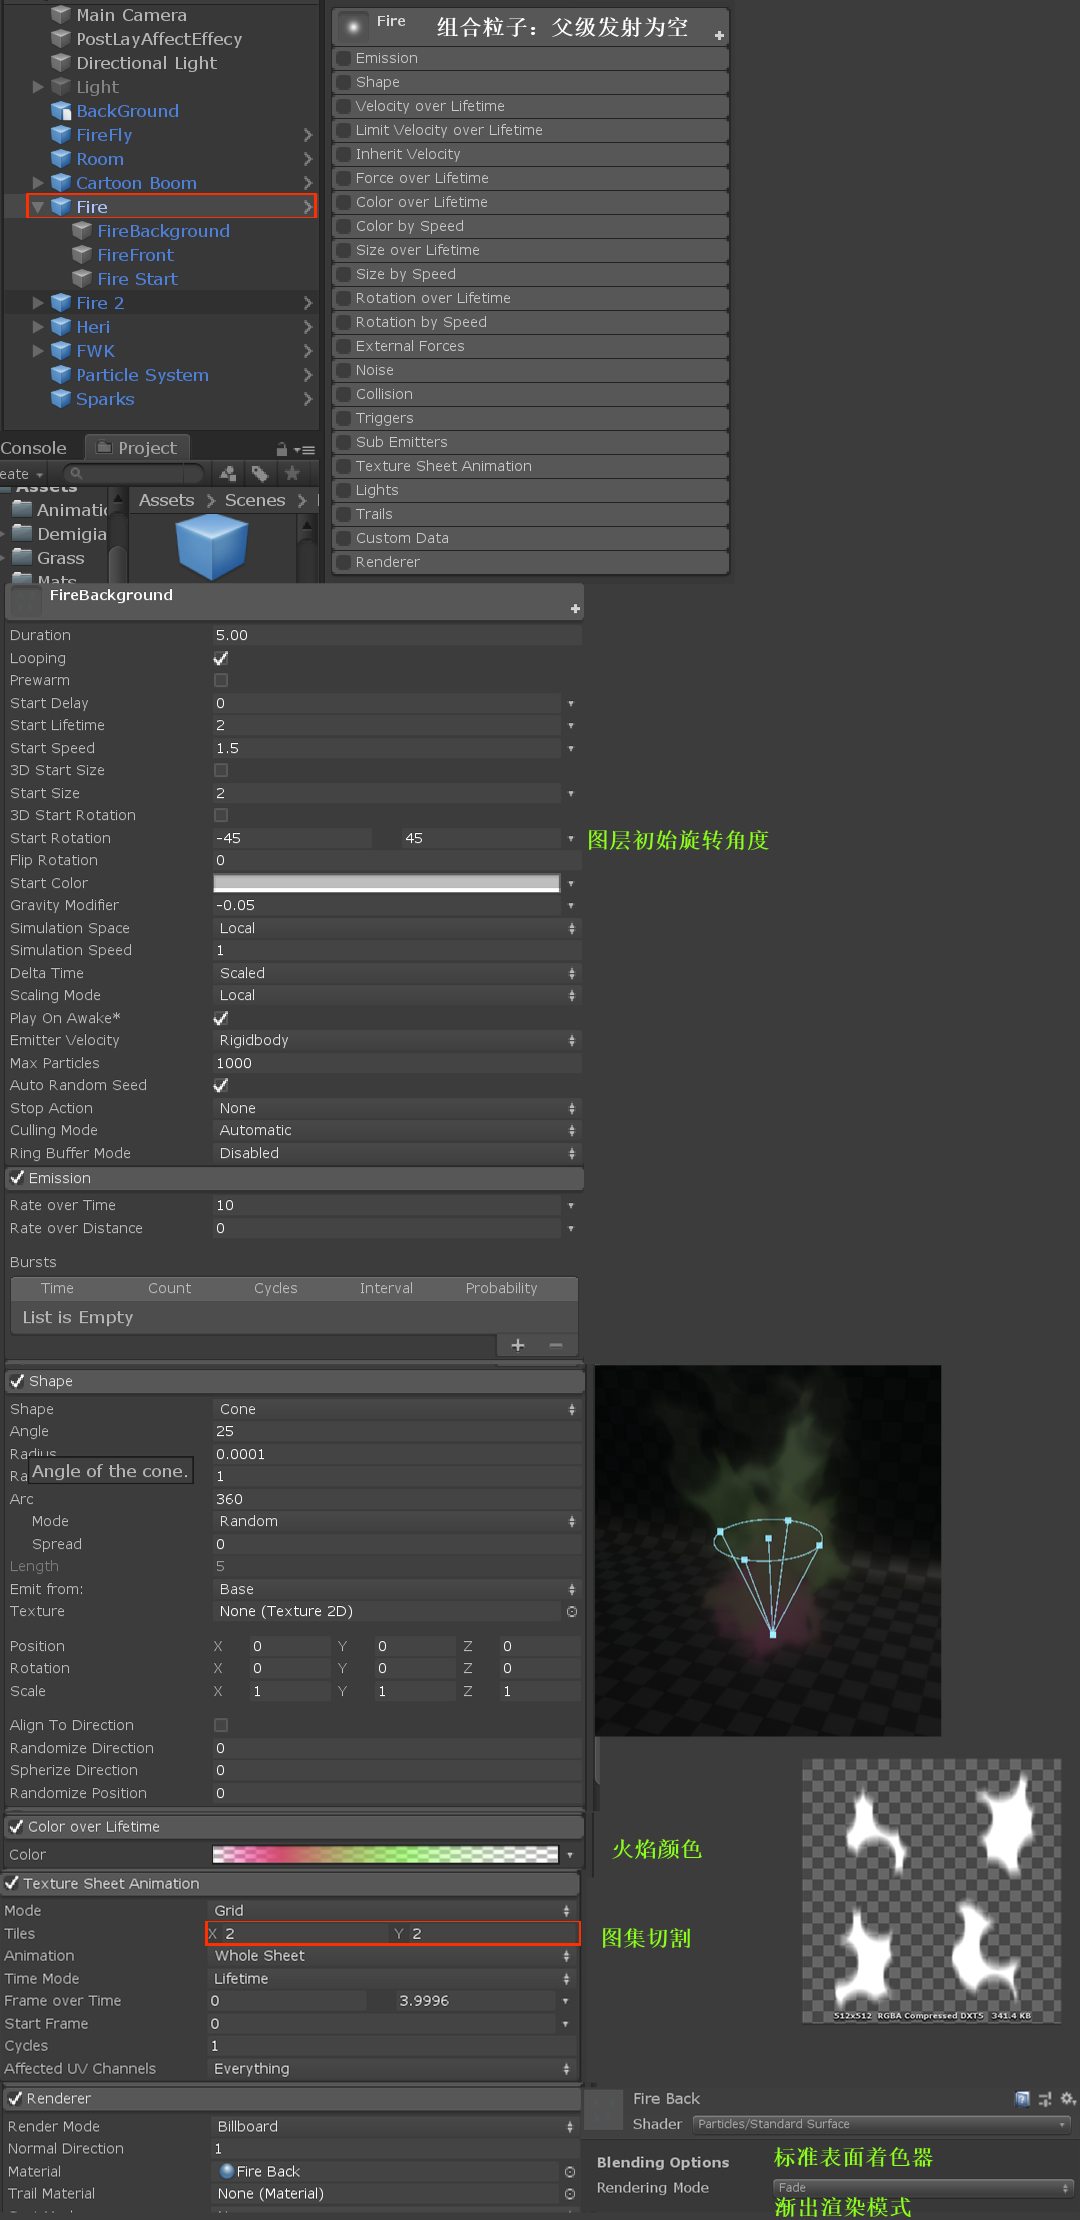 Main Camera
PostLayAffectEffecy
Directional Light
Light
BackGround
FireFly
Room
Cartoon Boom
Fire
FireBackground
FireFront
Fire Start
Fire 2
Heri
FWK
Particle System
Sparks
Console
Project
eate
Assets
Animatic
Demigia
Grass
Mats
Assets > Scenes >
Fire 组合粒子：父级发射为空
Emission
Shape
Velocity over Lifetime
Limit Velocity over Lifetime
Inherit Velocity
Force over Lifetime
Color over Lifetime
Color by Speed
Size over Lifetime
Size by Speed
Rotation over Lifetime
Rotation by Speed
External Forces
Noise
Collision
Triggers
Sub Emitters
Texture Sheet Animation
Lights
Trails
Custom Data
Renderer
FireBackground
Duration 5.00
Looping
Prewarm
Start Delay 0
Start Lifetime 2
Start Speed 1.5
3D Start Size
Start Size 2
3D Start Rotation
Start Rotation -45 45 图层初始旋转角度
Flip Rotation 0
Start Color
Gravity Modifier -0.05
Simulation Space Local
Simulation Speed 1
Delta Time Scaled
Scaling Mode Local
Play On Awake*
Emitter Velocity Rigidbody
Max Particles 1000
Auto Random Seed
Stop Action None
Culling Mode Automatic
Ring Buffer Mode Disabled
Emission
Rate over Time 10
Rate over Distance 0
Bursts
Time Count Cycles Interval Probability
List is Empty
Shape
Shape Cone
Angle 25
Radius 0.0001
Ra 1
Angle of the cone.
Arc 360
Mode Random
Spread 0
Length 5
Emit from: Base
Texture None (Texture 2D)
Position X 0 Y 0 Z 0
Rotation X 0 Y 0 Z 0
Scale X 1 Y 1 Z 1
Align To Direction
Randomize Direction 0
Spherize Direction 0
Randomize Position 0
Color over Lifetime
Color 火焰颜色
Texture Sheet Animation
Mode Grid
Tiles X 2 Y 2 图集切割
Animation Whole Sheet
Time Mode Lifetime
Frame over Time 0 3.9996
Start Frame 0
Cycles 1
Affected UV Channels Everything
512x512 RGBA Compressed DXT5 341.4 KB
Renderer
Render Mode Billboard
Normal Direction 1
Material Fire Back
Trail Material None (Material)
Fire Back
Shader Particles/Standard Surface
Blending Options 标准表面着色器
Rendering Mode Fade
渐出渲染模式